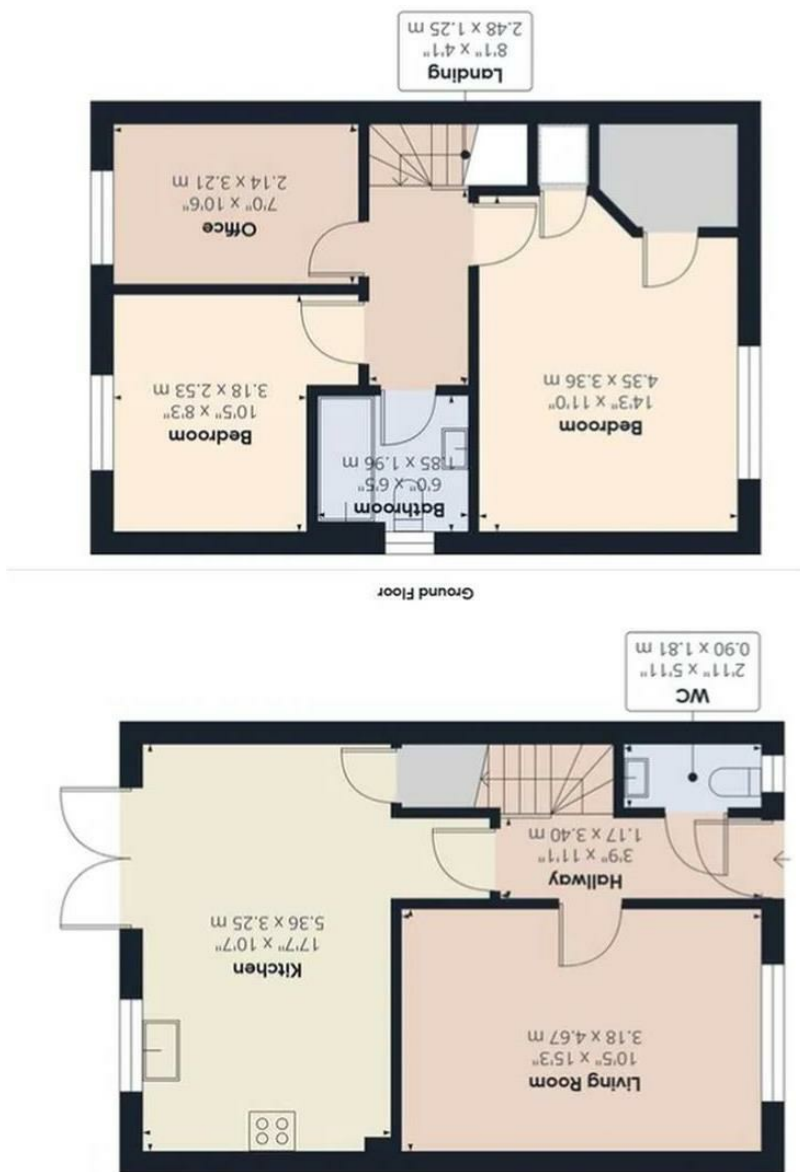 Living Room
10'5" x 15'3"
3.18 x 4.67 m
Kitchen
17'7" x 10'7"
5.36 x 3.25 m
Hallway
3'9" x 11'1"
1.17 x 3.40 m
WC
2'11" x 5'11"
0.90 x 1.81 m
Ground Floor
Bathroom
6'0" x 6'5"
1.85 x 1.96 m
Bedroom
14'3" x 11'0"
4.35 x 3.36 m
Bedroom
10'5" x 8'3"
3.18 x 2.53 m
Office
7'0" x 10'6"
2.14 x 3.21 m
Landing
8'1" x 4'1"
2.48 x 1.25 m